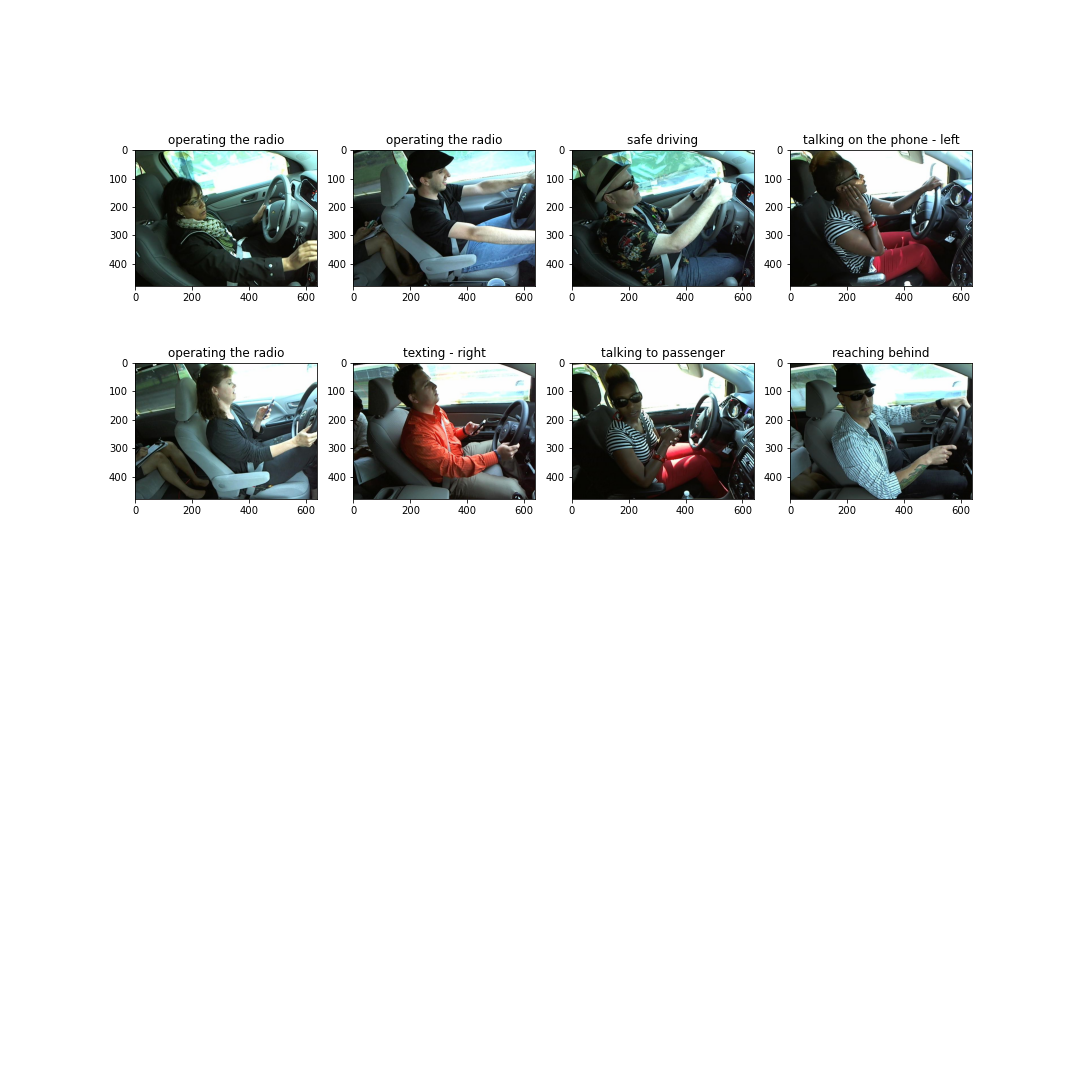 operating the radio operating the radio safe driving talking on the phone - left
0 0 0 0
100 100 100 100
200 200 200 200
300 300 300 300
400 400 400 400
0 200 400 600 0 200 400 600 0 200 400 600 0 200 400 600
operating the radio texting - right talking to passenger reaching behind
0 0 0 0
100 100 100 100
200 200 200 200
300 300 300 300
400 400 400 400
0 200 400 600 0 200 400 600 0 200 400 600 0 200 400 600